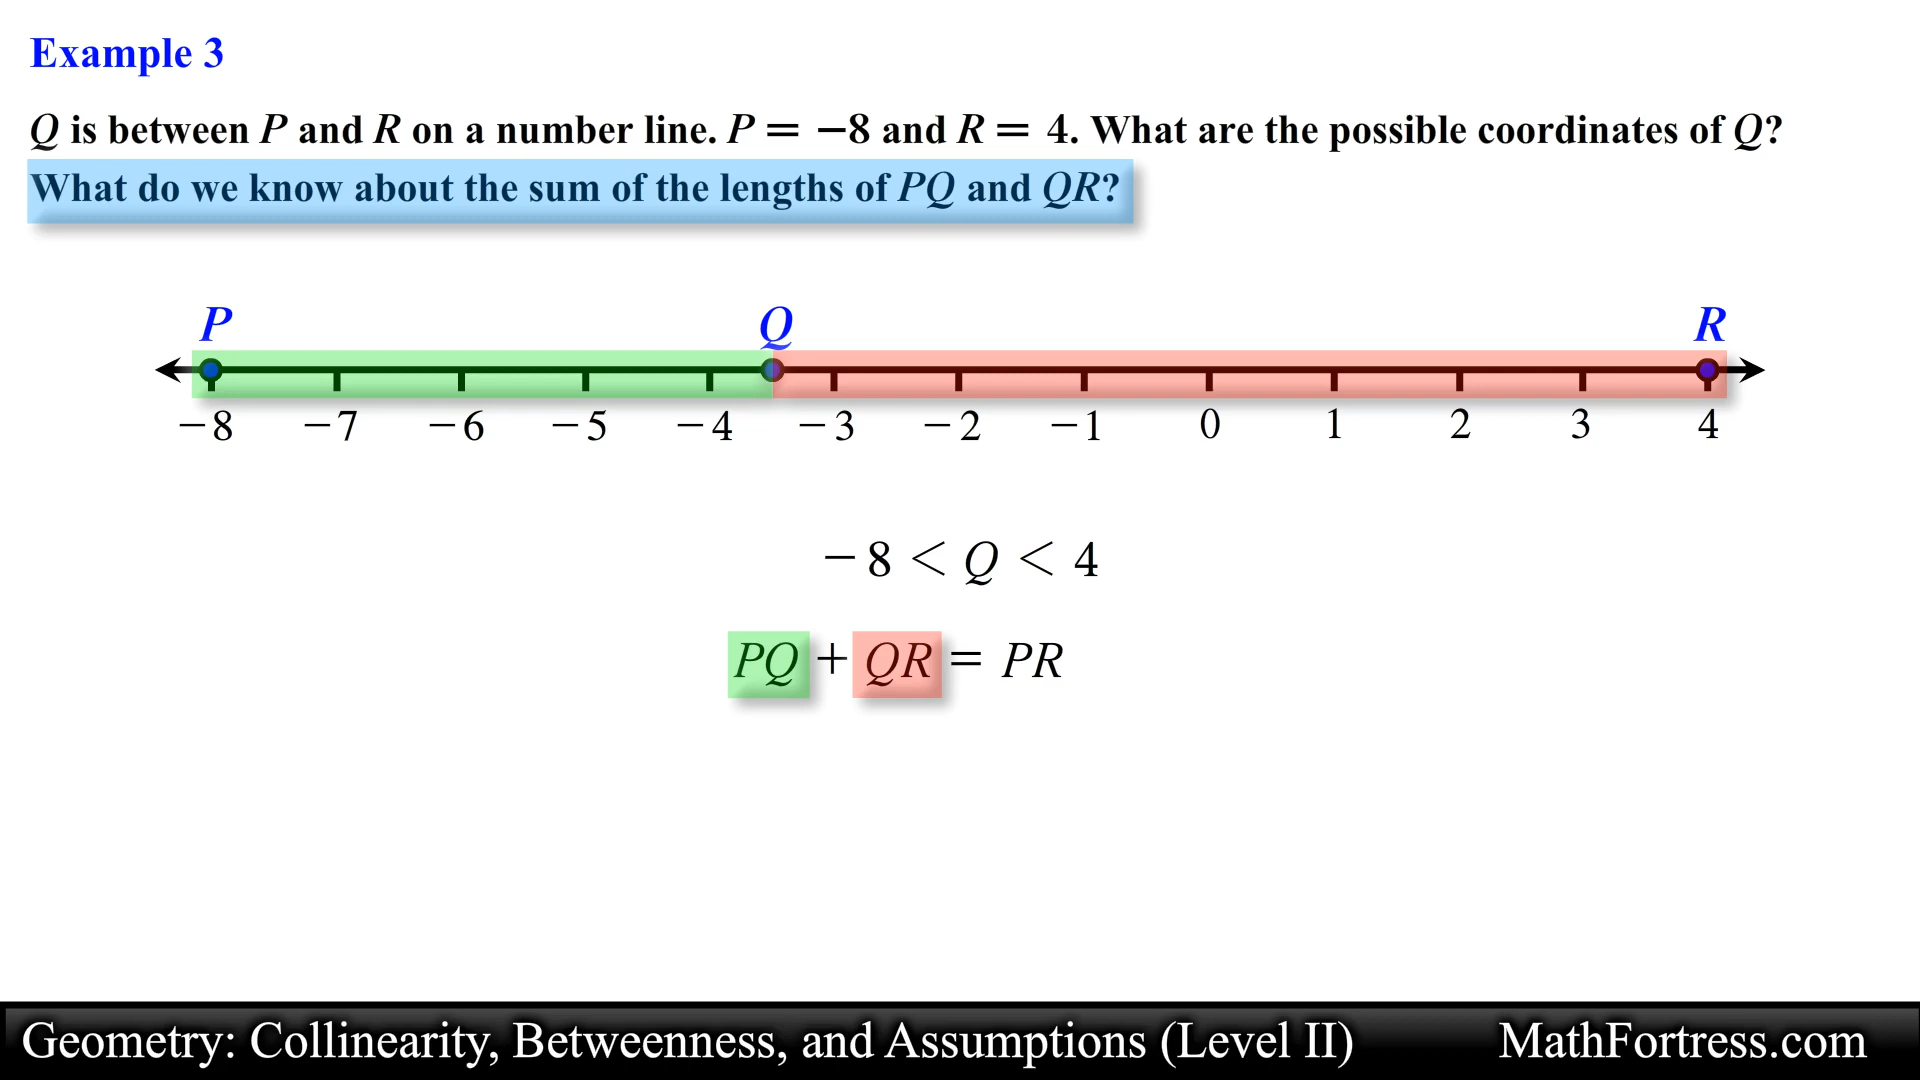 Example 3
Q is between P and R on a number line. P = −8 and R = 4. What are the possible coordinates of Q?
What do we know about the sum of the lengths of PQ and QR?
P Q R
−8 −7 −6 −5 −4 −3 −2 −1 0 1 2 3 4
−8 < Q < 4
PQ + QR = PR
Geometry: Collinearity, Betweenness, and Assumptions (Level II) MathFortress.com